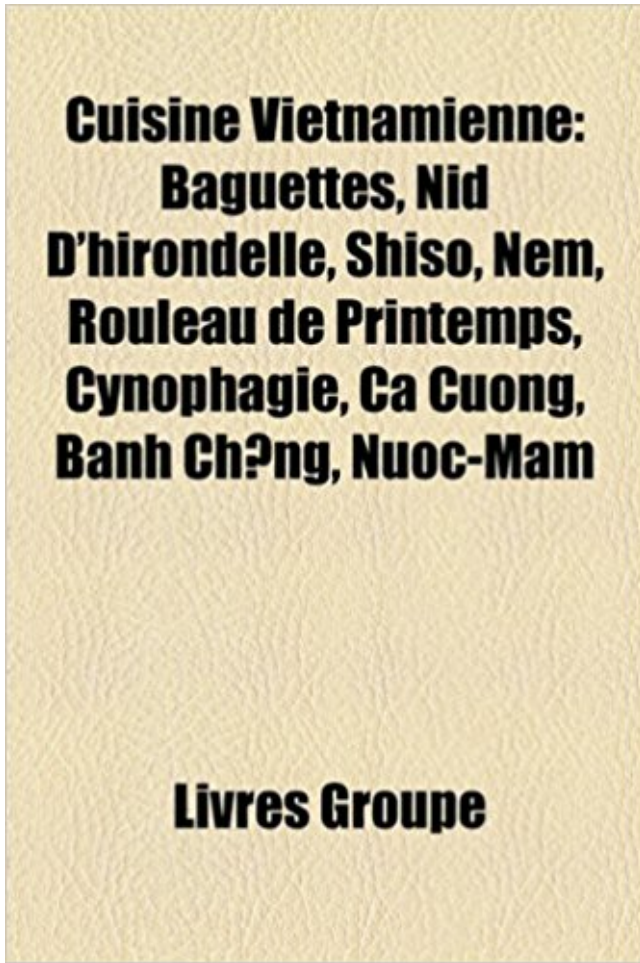 Cuisine Vietnamienne:
Baguettes, Nid
D'hirondelle, Shiso, Nem,
Rouleau de Printemps,
Cynophagie, Ca Cuong,
Banh Ch?ng, Nuoc-Mam
Livres Groupe